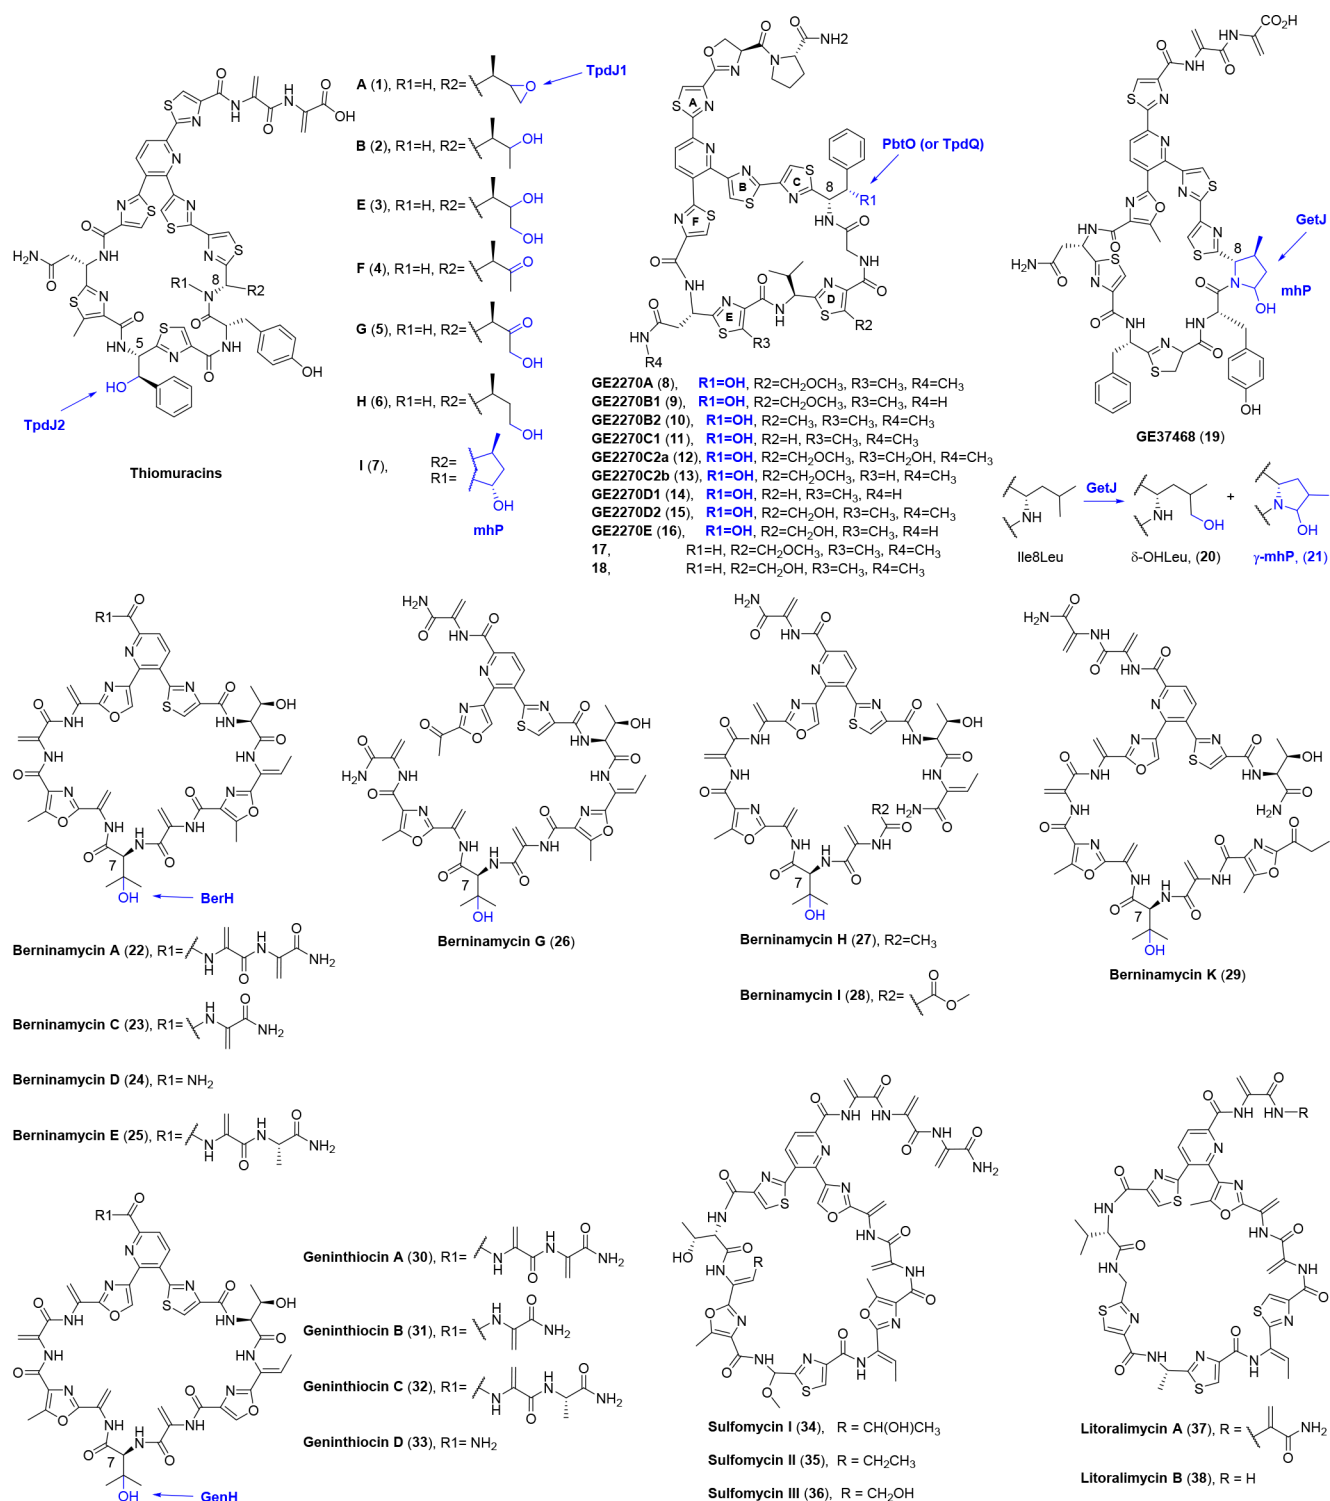 A (1), R1=H, R2=
TpdJ1
B (2), R1=H, R2=
E (3), R1=H, R2=
F (4), R1=H, R2=
G (5), R1=H, R2=
H (6), R1=H, R2=
I (7), R2=
R1=
mhP
TpdJ2
Thiomuracins
PbtO (or TpdQ)
GE2270A (8), R1=OH, R2=CH₂OCH₃, R3=CH₃, R4=CH₃
GE2270B1 (9), R1=OH, R2=CH₂OCH₃, R3=CH₃, R4=H
GE2270B2 (10), R1=OH, R2=CH₃, R3=CH₃, R4=CH₃
GE2270C1 (11), R1=OH, R2=H, R3=CH₃, R4=CH₃
GE2270C2a (12), R1=OH, R2=CH₂OCH₃, R3=CH₂OH, R4=CH₃
GE2270C2b (13), R1=OH, R2=CH₂OCH₃, R3=H, R4=CH₃
GE2270D1 (14), R1=OH, R2=H, R3=CH₃, R4=H
GE2270D2 (15), R1=OH, R2=CH₂OH, R3=CH₃, R4=CH₃
GE2270E (16), R1=OH, R2=CH₂OH, R3=CH₃, R4=H
17, R1=H, R2=CH₂OCH₃, R3=CH₃, R4=CH₃
18, R1=H, R2=CH₂OH, R3=CH₃, R4=CH₃
GetJ
mhP
GE37468 (19)
GetJ
+
Ile8Leu
δ-OHLeu, (20)
γ-mhP, (21)
BerH
Berninamycin A (22), R1=
Berninamycin C (23), R1=
Berninamycin D (24), R1= NH₂
Berninamycin E (25), R1=
Berninamycin G (26)
Berninamycin H (27), R2=CH₃
Berninamycin I (28), R2=
Berninamycin K (29)
GenH
Geninthiocin A (30), R1=
Geninthiocin B (31), R1=
Geninthiocin C (32), R1=
Geninthiocin D (33), R1=NH₂
Sulfomycin I (34), R = CH(OH)CH₃
Sulfomycin II (35), R = CH₂CH₃
Sulfomycin III (36), R = CH₂OH
Litoralimycin A (37), R =
Litoralimycin B (38), R = H